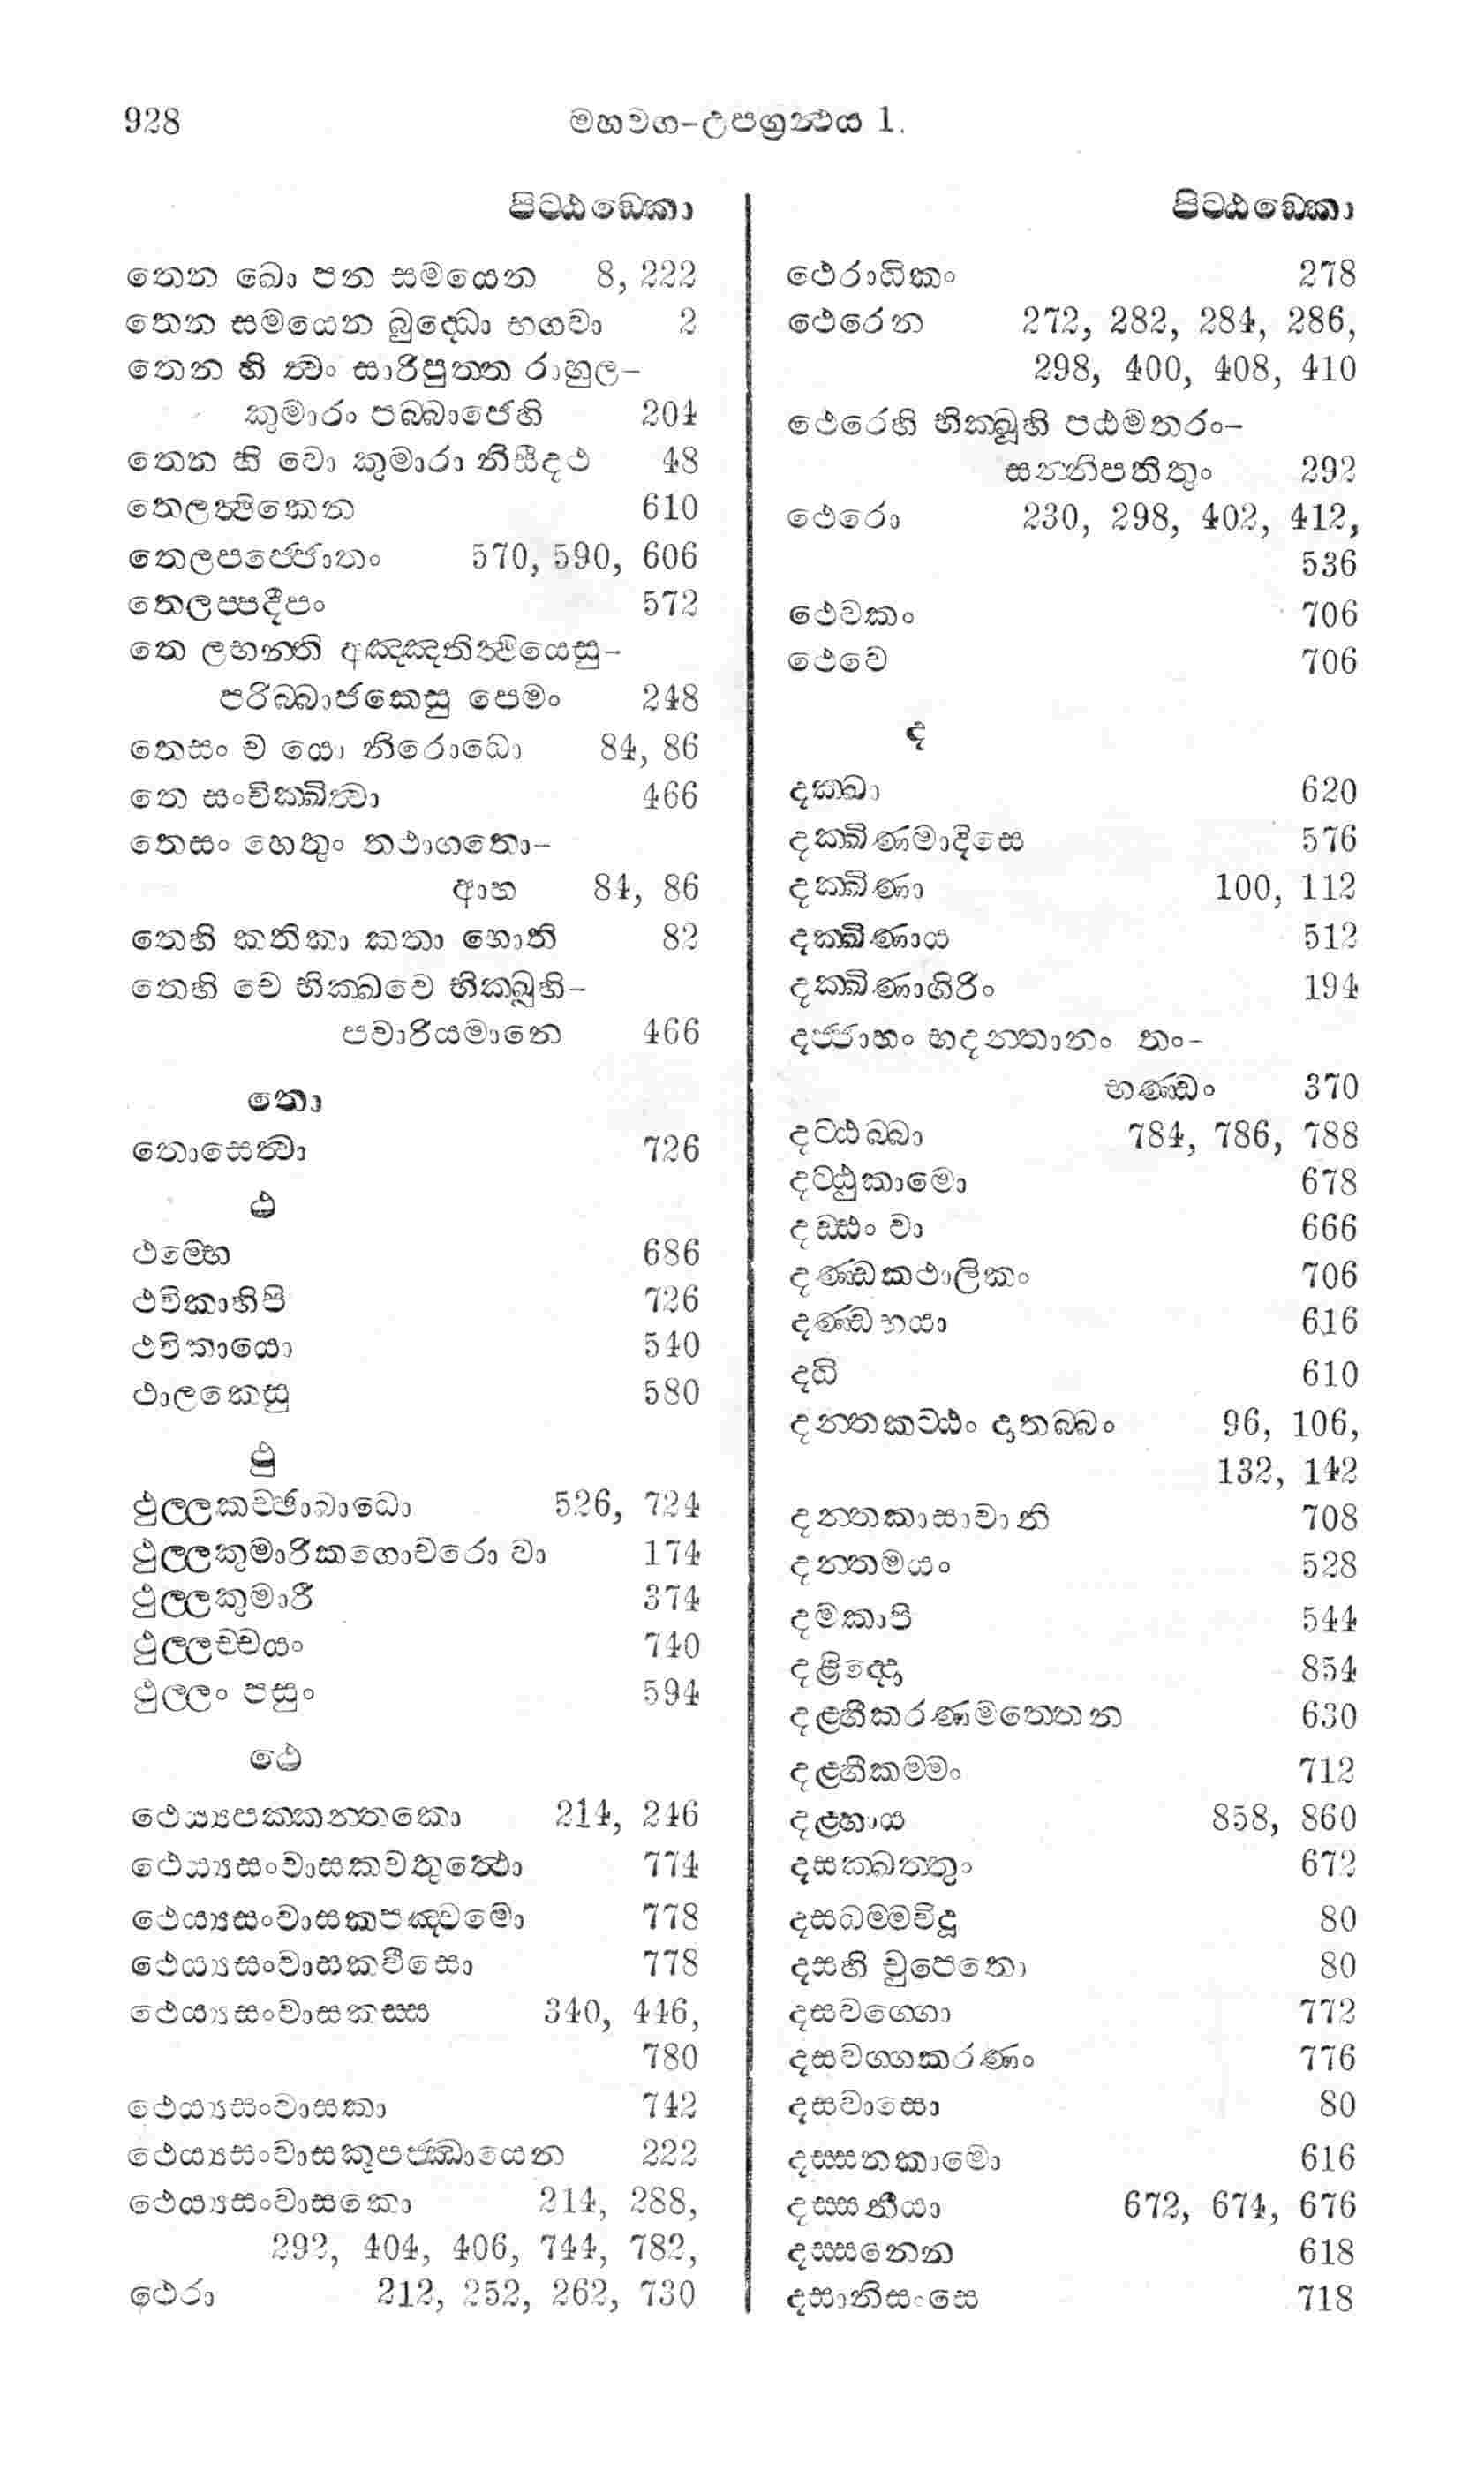 928
මහවග-උපග්‍රන්‍ථය 1.
පිට්ඨඞ්කො
තෙන ඛො පන සමයෙන 8, 222
තෙන සමයෙන බුද්ධො භගවා 2
තෙන හි ත්‍වං සාරිපුත්ත රාහුල-
කුමාරං පබ්බාජෙහි 204
තෙන හි වො කුමාරා නිසීදථ 48
තෙලත්‍ථිකෙන 610
තෙලපජ්ජොතං 570, 590, 606
තෙලප්පදීපං 572
තෙ ලභන්ති අඤ්ඤතිත්‍ථියෙසු-
පරිබ්බාජකෙසු පෙමං 248
තෙසං ච යො නිරොධො 84, 86
තෙ සංවික්ඛිත්‍වා 466
තෙසං හෙතුං තථාගතො-
ආහ 84, 86
තෙහි කතිකා කතා හොති 82
තෙහි චෙ භික්ඛවෙ භික්ඛුහි-
පවාරියමානෙ 466
තො
තොසෙත්‍වා 726
ථ
ථම්භෙ 686
ථවිකාහිපි 726
ථවිකායො 540
ථාලකෙසු 580
ථු
ථුල්ලකච්ඡාබාධො 526, 724
ථුල්ලකුමාරිකගොචරො වා 174
ථුල්ලකුමාරී 374
ථුල්ලච්චයං 740
ථුල්ලං පසුං 594
ථෙ
ථෙය්‍යපක්කන්තකො 214, 246
ථෙය්‍යසංවාසකචතුත්‍ථො 774
ථෙය්‍යසංවාසකපඤ්චමො 778
ථෙය්‍යසංවාසකවීසො 778
ථෙය්‍යසංවාසකස්ස 340, 446,
780
ථෙය්‍යසංවාසකා 742
ථෙය්‍යසංවාසකූපජ්ඣායෙන 222
ථෙය්‍යසංවාසකො 214, 288,
292, 404, 406, 744, 782,
ථෙරා 212, 252, 262, 730
පිට්ඨඞ්කො
ථෙරාධිකං 278
ථෙරෙන 272, 282, 284, 286,
298, 400, 408, 410
ථෙරෙහි භික්ඛූහි පඨමතරං-
සන්නිපතිතුං 292
ථෙරො 230, 298, 402, 412,
536
ථෙවකං 706
ථෙවෙ 706
ද
දක්ඛා 620
දක්ඛිණමාදිසෙ 576
දක්ඛිණා 100, 112
දක්ඛිණාය 512
දක්ඛිණාගිරිං 194
දජ්ජාහං භදන්තානං තං-
භණ්ඩං 370
දට්ඨබ්බා 784, 786, 788
දට්ඨුකාමො 678
දඩ්ඪං වා 666
දණ්ඩකථාලිකං 706
දණ්ඩභයා 616
දධි 610
දන්තකට්ඨං දාතබ්බං 96, 106,
132, 142
දන්තකාසාවානි 708
දන්තමයං 528
දමකාපි 544
දළිද්දො 854
දළ්හීකරණමත්තෙන 630
දළ්හීකම්මං 712
දළ්හාය 858, 860
දසක්ඛත්තුං 672
දසධම්මවිදූ 80
දසභි චුපෙතො 80
දසවග්ගො 772
දසවග්ගකරණං 776
දසවාසො 80
දස්සනකාමො 616
දස්සනීයා 672, 674, 676
දස්සනෙන 618
දසානිසංසෙ 718